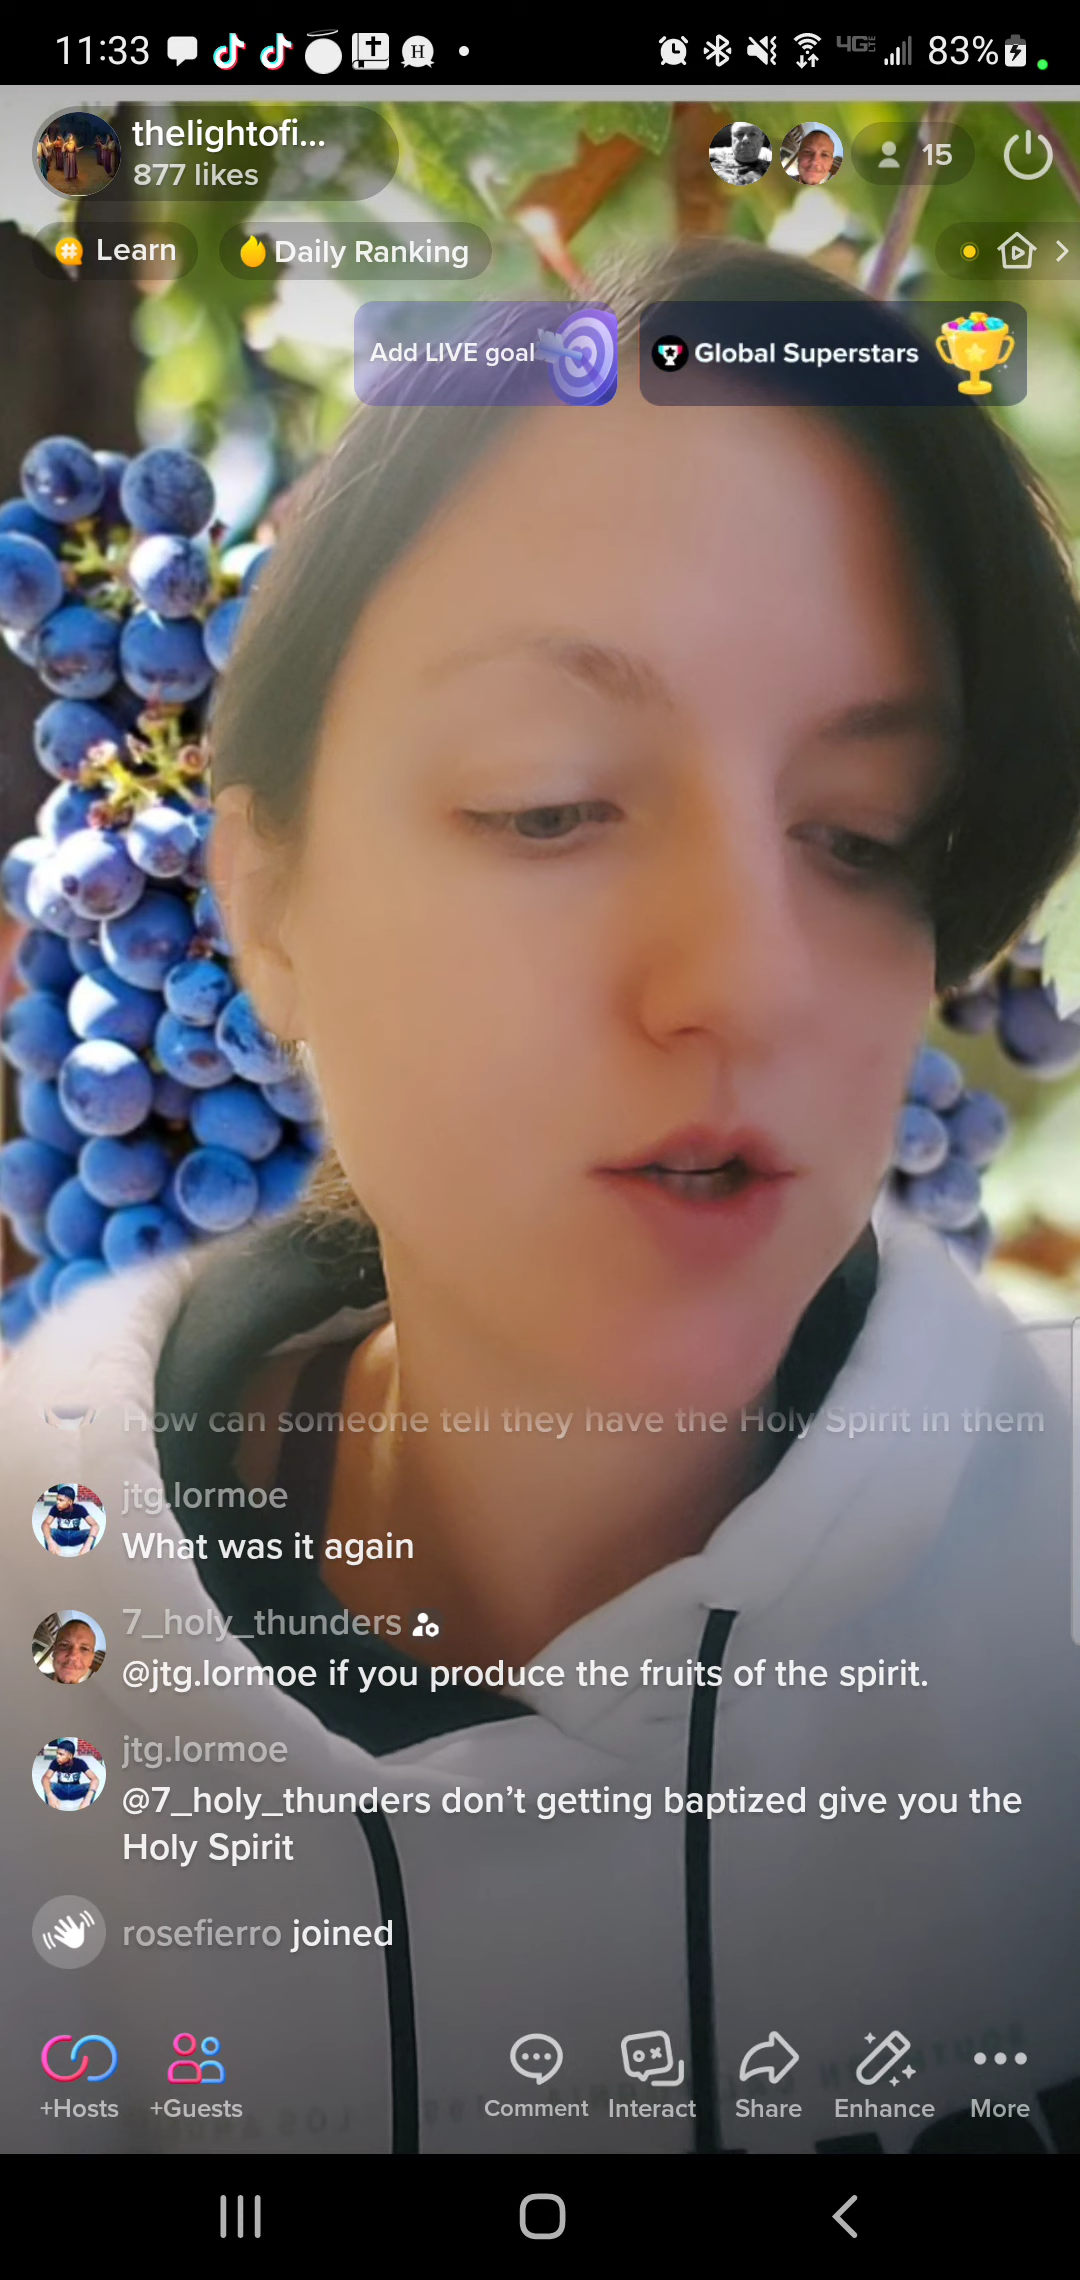 11:33
H
4G LTE
83%
thelightofi...
877 likes
15
Learn
Daily Ranking
Add LIVE goal
Global Superstars
How can someone tell they have the Holy Spirit in them
jtg.lormoe
What was it again
7_holy_thunders
@jtg.lormoe if you produce the fruits of the spirit.
jtg.lormoe
@7_holy_thunders don’t getting baptized give you the
Holy Spirit
rosefierro joined
+Hosts
+Guests
Comment
Interact
Share
Enhance
More